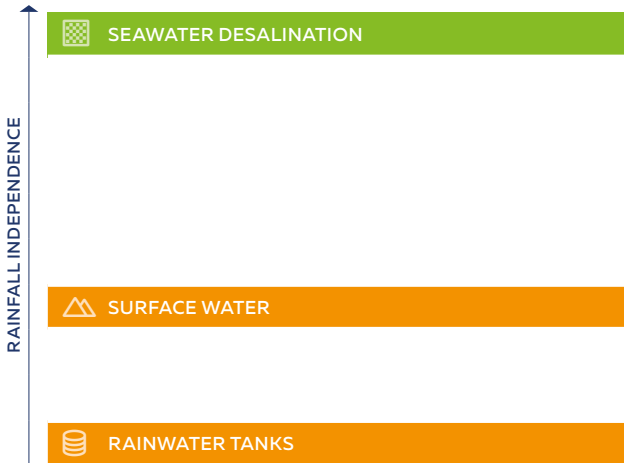 SEAWATER DESALINATION
RAINFALL INDEPENDENCE
SURFACE WATER
RAINWATER TANKS